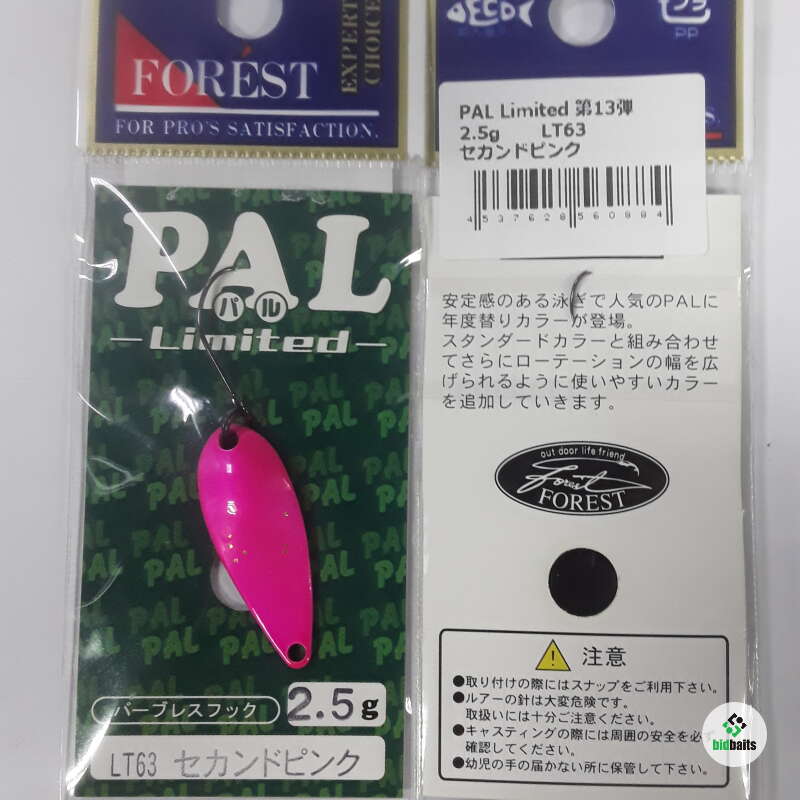 FOREST
EXPERT
CHOICE
FOR PRO'S SATISFACTION.
PAL
パル
Limited
バーブレスフック
2.5g
LT63 セカンドピンク
ECO
プラ
PP
PAL Limited 第13弾
2.5g LT63
セカンドピンク
4 537628 560884
安定感のある泳ぎで人気のPALに
年度替りカラーが登場。
スタンダードカラーと組み合わせ
てさらにローテーションの幅を広
げられるように使いやすいカラー
を追加していきます。
out door life friend
Forest
FOREST
注意
●取り付けの際にはスナップをご利用下さい。
●ルアーの針は大変危険です。
取扱いには十分ご注意ください。
●キャスティングの際には周囲の安全を必ず
確認してください。
●幼児の手の届かない所に保管して下さい。
bidbaits